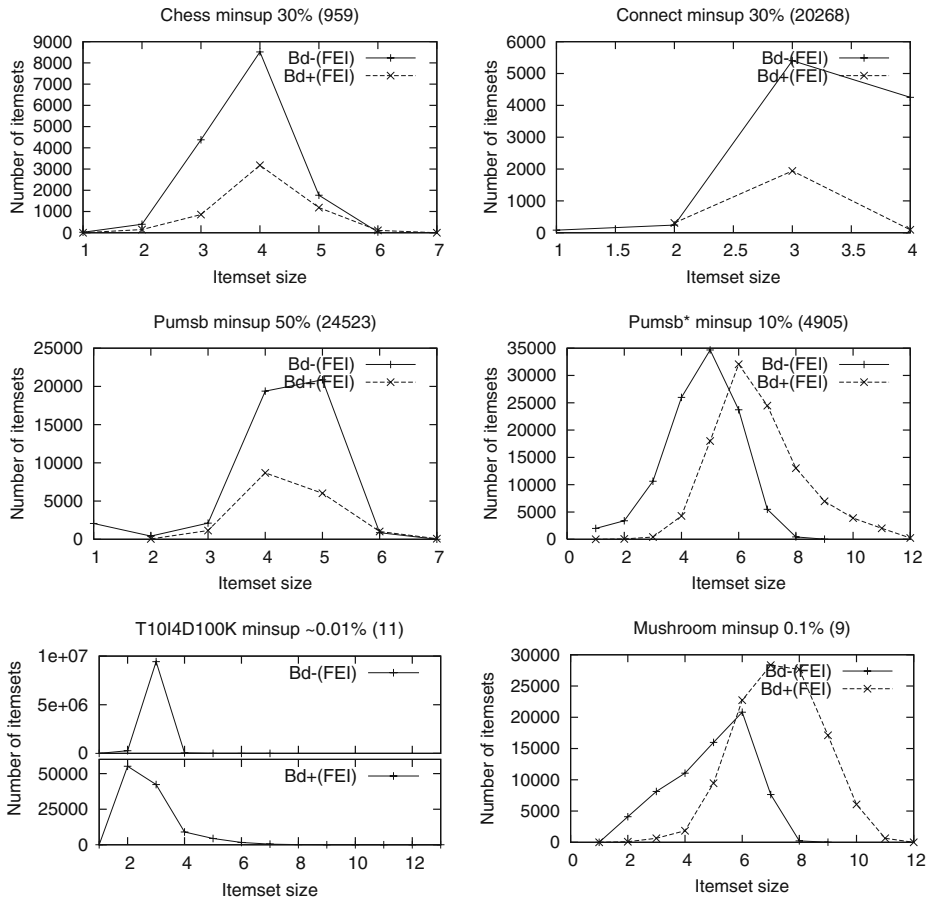 Chess minsup 30% (959)
Number of itemsets
9000
8000
7000
6000
5000
4000
3000
2000
1000
0
Bd-(FEI)
Bd+(FEI)
1 2 3 4 5 6 7
Itemset size
Connect minsup 30% (20268)
Number of itemsets
6000
5000
4000
3000
2000
1000
0
Bd-(FEI)
Bd+(FEI)
1 1.5 2 2.5 3 3.5 4
Itemset size
Pumsb minsup 50% (24523)
Number of itemsets
25000
20000
15000
10000
5000
0
Bd-(FEI)
Bd+(FEI)
1 2 3 4 5 6 7
Itemset size
Pumsb* minsup 10% (4905)
Number of itemsets
35000
30000
25000
20000
15000
10000
5000
0
Bd-(FEI)
Bd+(FEI)
0 2 4 6 8 10 12
Itemset size
T10I4D100K minsup ~0.01% (11)
Number of itemsets
1e+07
5e+06
0
Bd-(FEI)
50000
25000
0
Bd+(FEI)
2 4 6 8 10 12
Itemset size
Mushroom minsup 0.1% (9)
Number of itemsets
30000
25000
20000
15000
10000
5000
0
Bd-(FEI)
Bd+(FEI)
0 2 4 6 8 10 12
Itemset size